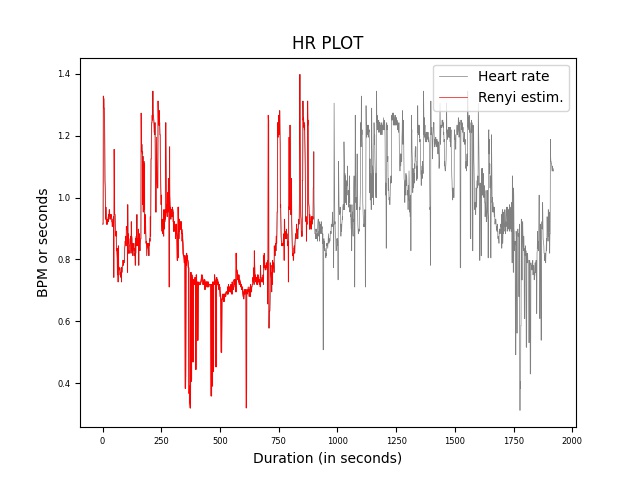 HR PLOT
Heart rate
Renyi estim.
BPM or seconds
1.4
1.2
1.0
0.8
0.6
0.4
0 250 500 750 1000 1250 1500 1750 2000
Duration (in seconds)